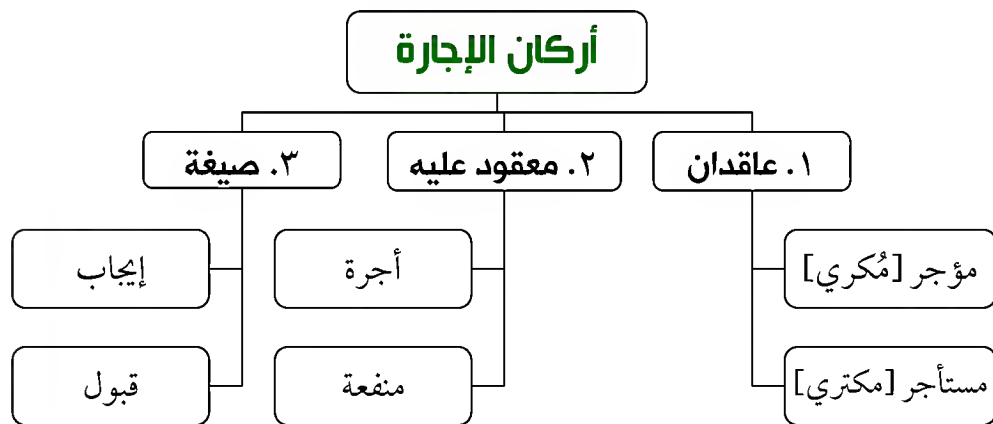 أركان الإجارة
١. عاقدان
٢. معقود عليه
٣. صيغة
مؤجر [مُكري]
أجرة
إيجاب
مستأجر [مكتري]
منفعة
قبول